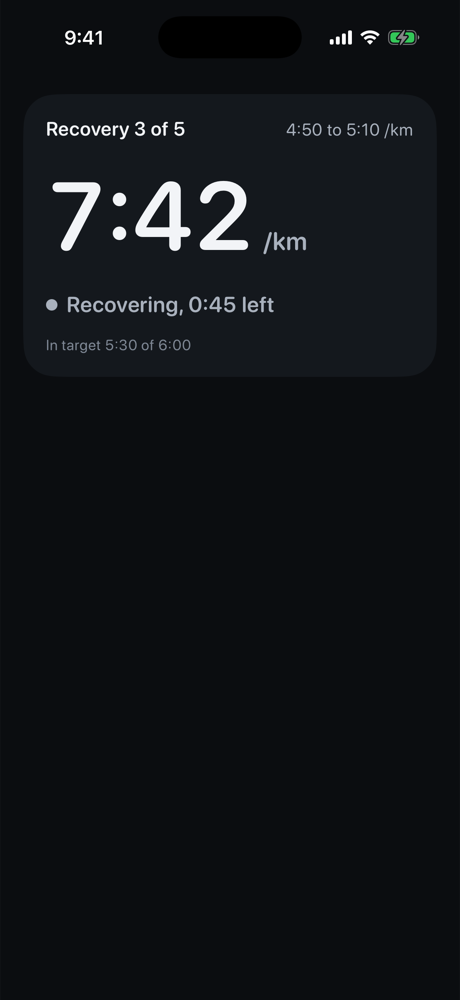 9:41
Recovery 3 of 5
4:50 to 5:10 /km
7:42 /km
Recovering, 0:45 left
In target 5:30 of 6:00